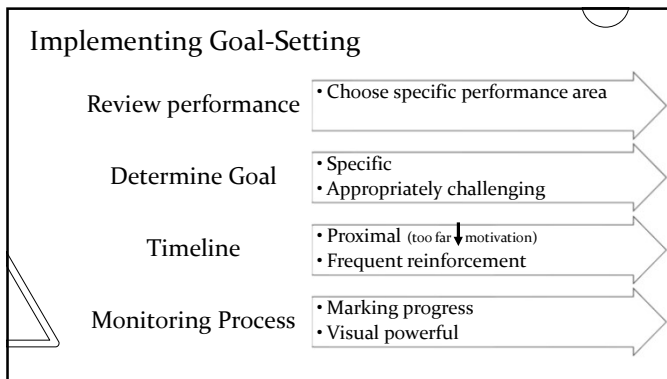 Implementing Goal-Setting
Review performance
• Choose specific performance area
Determine Goal
• Specific
• Appropriately challenging
Timeline
• Proximal (too far ↓ motivation)
• Frequent reinforcement
Monitoring Process
• Marking progress
• Visual powerful